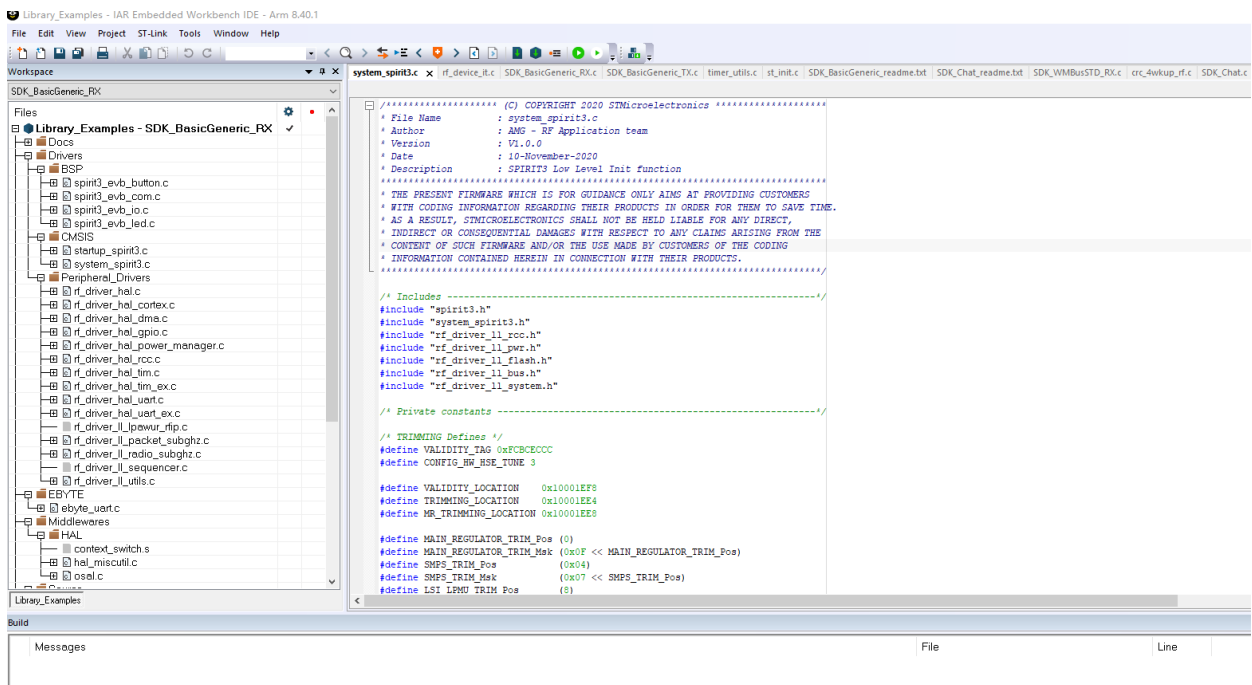 Library_Examples - IAR Embedded Workbench IDE - Arm 8.40.1
File Edit View Project ST-Link Tools Window Help
Workspace
SDK_BasicGeneric_RX
Files
Library_Examples - SDK_BasicGeneric_RX
Docs
Drivers
BSP
spirit3_evb_button.c
spirit3_evb_com.c
spirit3_evb_io.c
spirit3_evb_led.c
CMSIS
startup_spirit3.c
system_spirit3.c
Peripheral_Drivers
rf_driver_hal.c
rf_driver_hal_cortex.c
rf_driver_hal_dma.c
rf_driver_hal_gpio.c
rf_driver_hal_power_manager.c
rf_driver_hal_rcc.c
rf_driver_hal_tim.c
rf_driver_hal_tim_ex.c
rf_driver_hal_uart.c
rf_driver_hal_uart_ex.c
rf_driver_ll_lpawur_rfip.c
rf_driver_ll_packet_subghz.c
rf_driver_ll_radio_subghz.c
rf_driver_ll_sequencer.c
rf_driver_ll_utils.c
EBYTE
ebyte_uart.c
Middlewares
HAL
context_switch.s
hal_miscutil.c
osal.c
Library_Examples
system_spirit3.c x rf_device_it.c SDK_BasicGeneric_RX.c SDK_BasicGeneric_TX.c timer_utils.c st_init.c SDK_BasicGeneric_readme.txt SDK_Chat_readme.txt SDK_WMBusSTD_RX.c crc_4wkup_rf.c SDK_Chat.c
/******************** (C) COPYRIGHT 2020 STMicroelectronics ********************
* File Name : system_spirit3.c
* Author : AMG - RF Application team
* Version : V1.0.0
* Date : 10-November-2020
* Description : SPIRIT3 Low Level Init function
********************************************************************************
* THE PRESENT FIRMWARE WHICH IS FOR GUIDANCE ONLY AIMS AT PROVIDING CUSTOMERS
* WITH CODING INFORMATION REGARDING THEIR PRODUCTS IN ORDER FOR THEM TO SAVE TIME.
* AS A RESULT, STMICROELECTRONICS SHALL NOT BE HELD LIABLE FOR ANY DIRECT,
* INDIRECT OR CONSEQUENTIAL DAMAGES WITH RESPECT TO ANY CLAIMS ARISING FROM THE
* CONTENT OF SUCH FIRMWARE AND/OR THE USE MADE BY CUSTOMERS OF THE CODING
* INFORMATION CONTAINED HEREIN IN CONNECTION WITH THEIR PRODUCTS.
*******************************************************************************/
/* Includes ------------------------------------------------------------------*/
#include "spirit3.h"
#include "system_spirit3.h"
#include "rf_driver_ll_rcc.h"
#include "rf_driver_ll_pwr.h"
#include "rf_driver_ll_flash.h"
#include "rf_driver_ll_bus.h"
#include "rf_driver_ll_system.h"
/* Private constants ---------------------------------------------------------*/
/* TRIMMING Defines */
#define VALIDITY_TAG 0xFCBCECCC
#define CONFIG_HW_HSE_TUNE 3
#define VALIDITY_LOCATION 0x10001EF8
#define TRIMMING_LOCATION 0x10001EE4
#define MR_TRIMMING_LOCATION 0x10001EE8
#define MAIN_REGULATOR_TRIM_Pos (0)
#define MAIN_REGULATOR_TRIM_Msk (0x0F << MAIN_REGULATOR_TRIM_Pos)
#define SMPS_TRIM_Pos (0x04)
#define SMPS_TRIM_Msk (0x07 << SMPS_TRIM_Pos)
#define LSI_LPMU_TRIM_Pos (8)
Build
Messages File Line